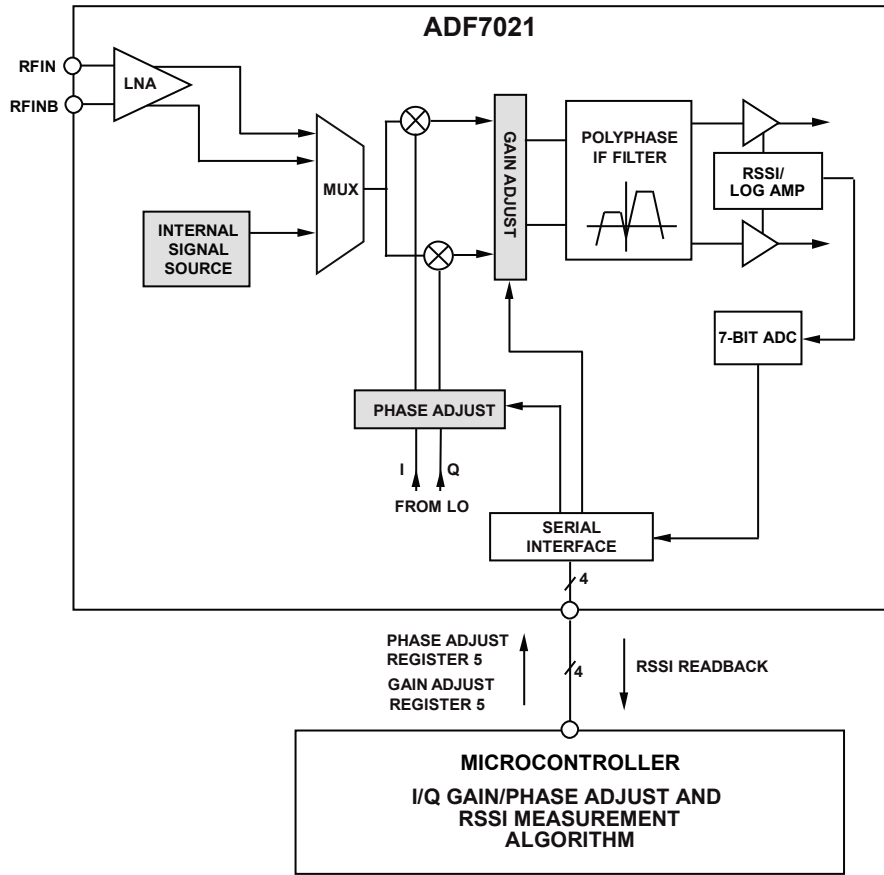 ADF7021
RFIN
RFINB
LNA
MUX
INTERNAL
SIGNAL
SOURCE
GAIN ADJUST
POLYPHASE
IF FILTER
RSSI/
LOG AMP
7-BIT ADC
PHASE ADJUST
I
Q
FROM LO
SERIAL
INTERFACE
4
PHASE ADJUST
REGISTER 5
GAIN ADJUST
REGISTER 5
4
RSSI READBACK
MICROCONTROLLER
I/Q GAIN/PHASE ADJUST AND
RSSI MEASUREMENT
ALGORITHM